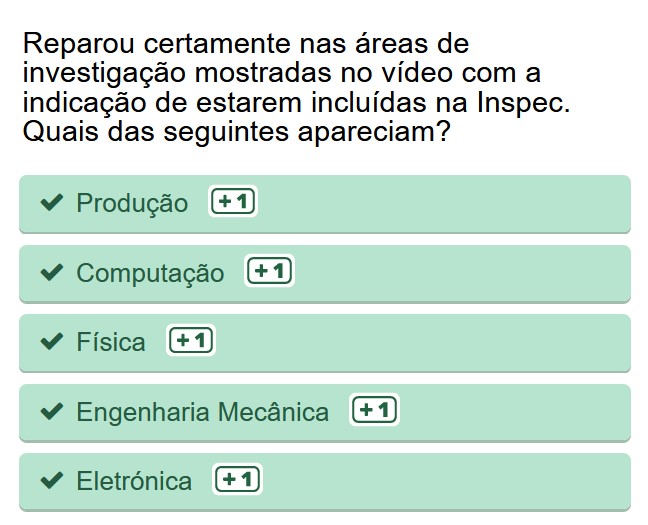 Reparou certamente nas áreas de
investigação mostradas no vídeo com a
indicação de estarem incluídas na Inspec.
Quais das seguintes apareciam?
Produção +1
Computação +1
Física +1
Engenharia Mecânica +1
Eletrónica +1